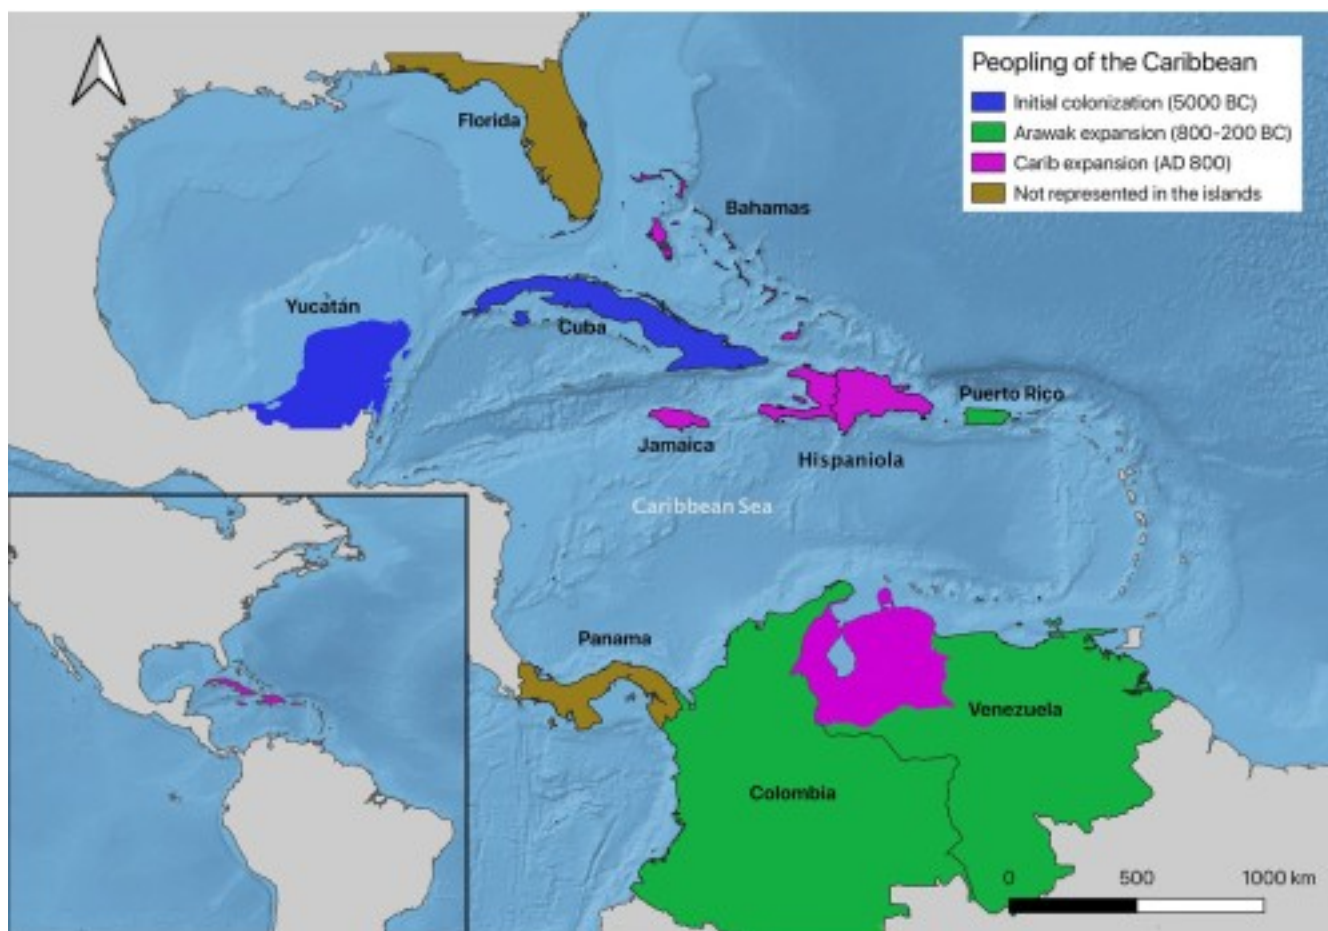 Peopling of the Caribbean
Initial colonization (5000 BC)
Arawak expansion (800-200 BC)
Carib expansion (AD 800)
Not represented in the islands
Florida
Bahamas
Yucatán
Cuba
Puerto Rico
Jamaica
Hispaniola
Caribbean Sea
Panama
Venezuela
Colombia
0 500 1000 km